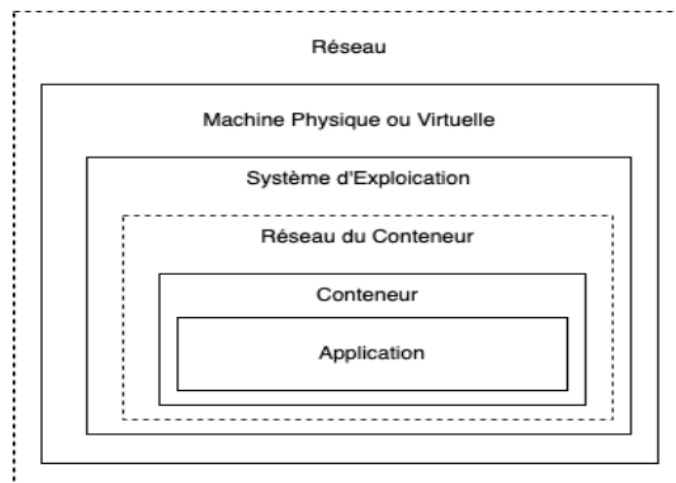 Réseau
Machine Physique ou Virtuelle
Système d'Exploication
Réseau du Conteneur
Conteneur
Application